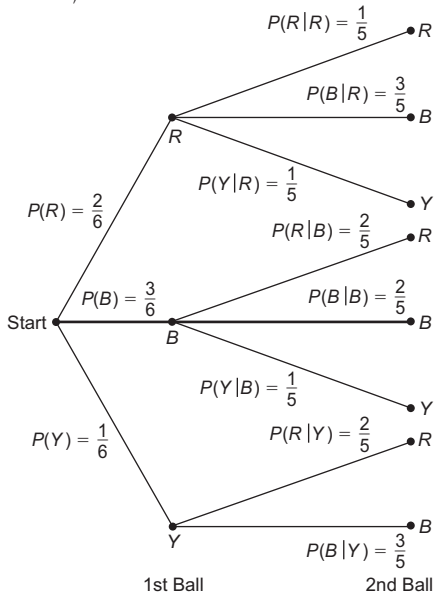 P(R|R) = 1/5
R
P(B|R) = 3/5
B
R
P(Y|R) = 1/5
Y
P(R) = 2/6
P(R|B) = 2/5
R
P(B) = 3/6
P(B|B) = 2/5
Start
B
B
P(Y|B) = 1/5
Y
P(Y) = 1/6
P(R|Y) = 2/5
R
Y
B
P(B|Y) = 3/5
1st Ball 2nd Ball